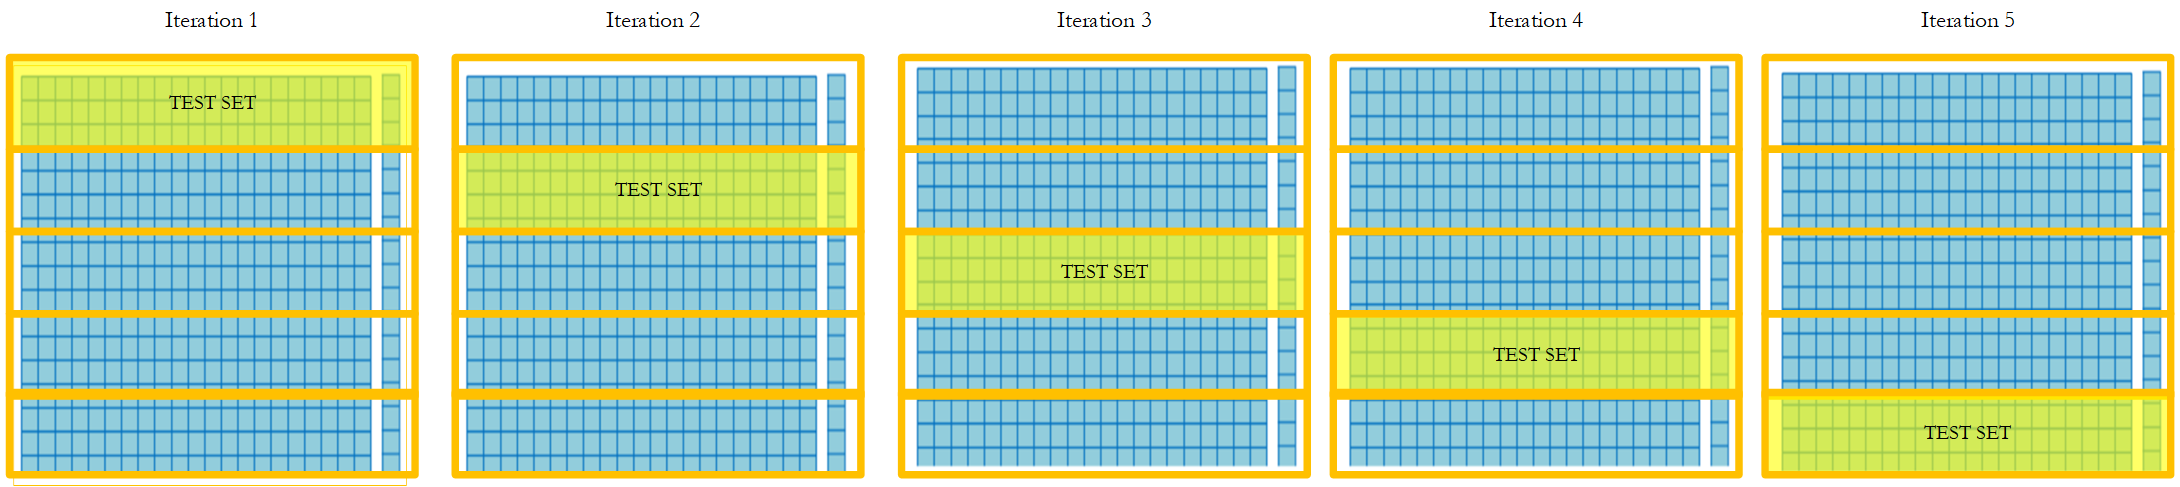 Iteration 1
Iteration 2
Iteration 3
Iteration 4
Iteration 5
TEST SET
TEST SET
TEST SET
TEST SET
TEST SET